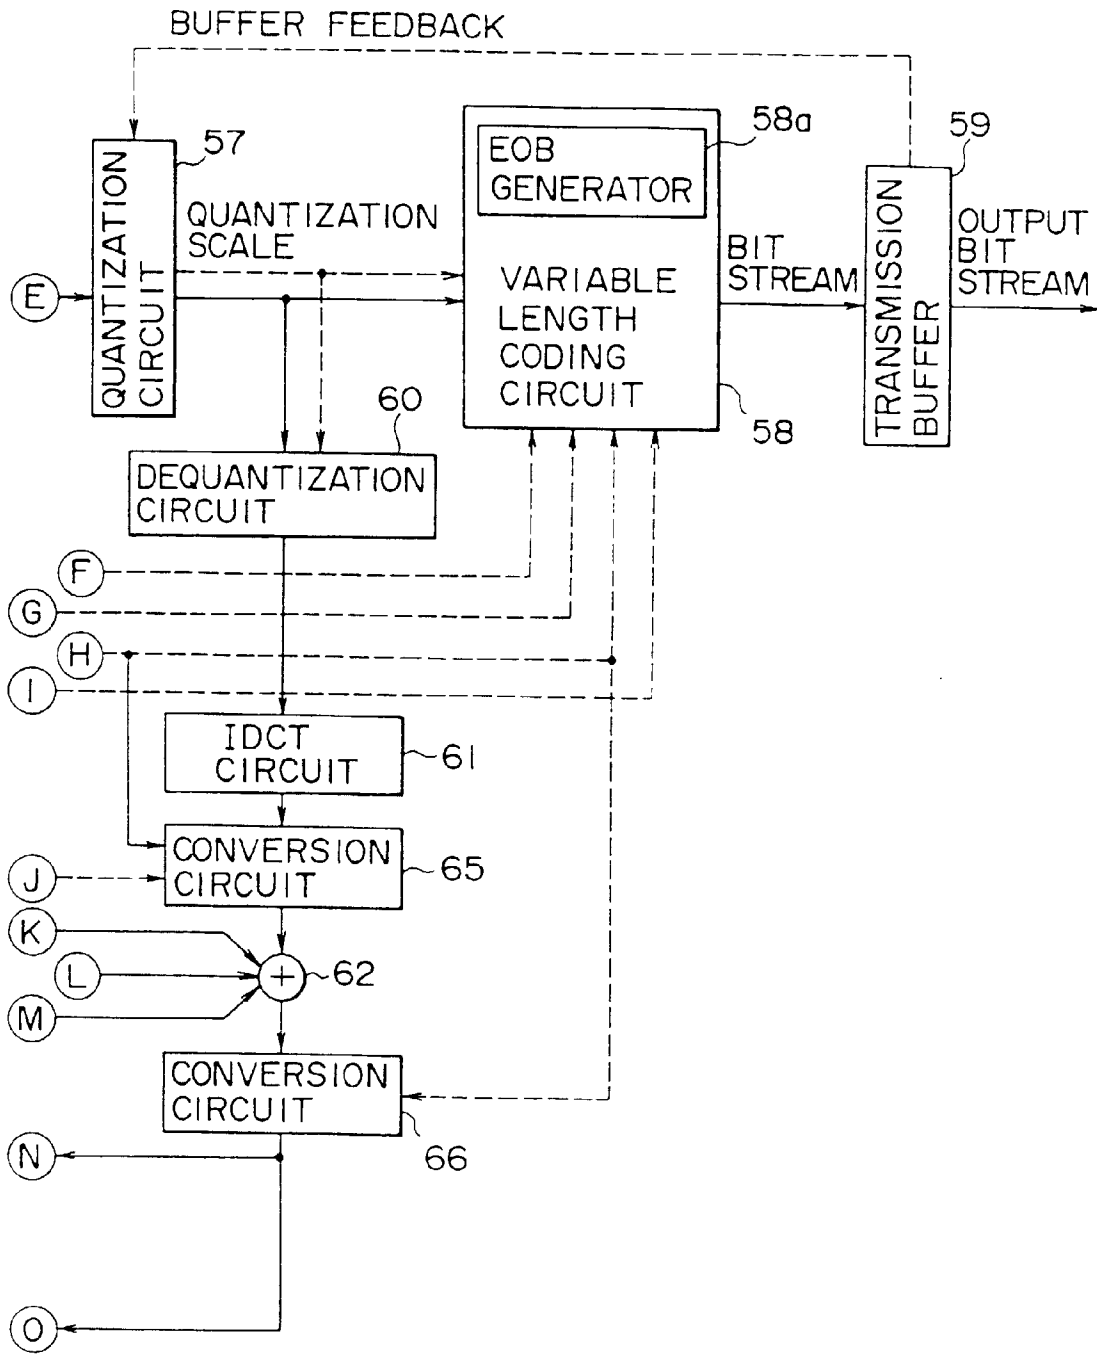 BUFFER FEEDBACK
57
58a
59
EOB
GENERATOR
QUANTIZATION
CIRCUIT
QUANTIZATION
SCALE
BIT
STREAM
TRANSMISSION
BUFFER
OUTPUT
BIT
STREAM
E
VARIABLE
LENGTH
CODING
CIRCUIT
60
58
DEQUANTIZATION
CIRCUIT
F
G
H
I
IDCT
CIRCUIT
61
CONVERSION
CIRCUIT
65
J
K
L
+
62
M
CONVERSION
CIRCUIT
66
N
O